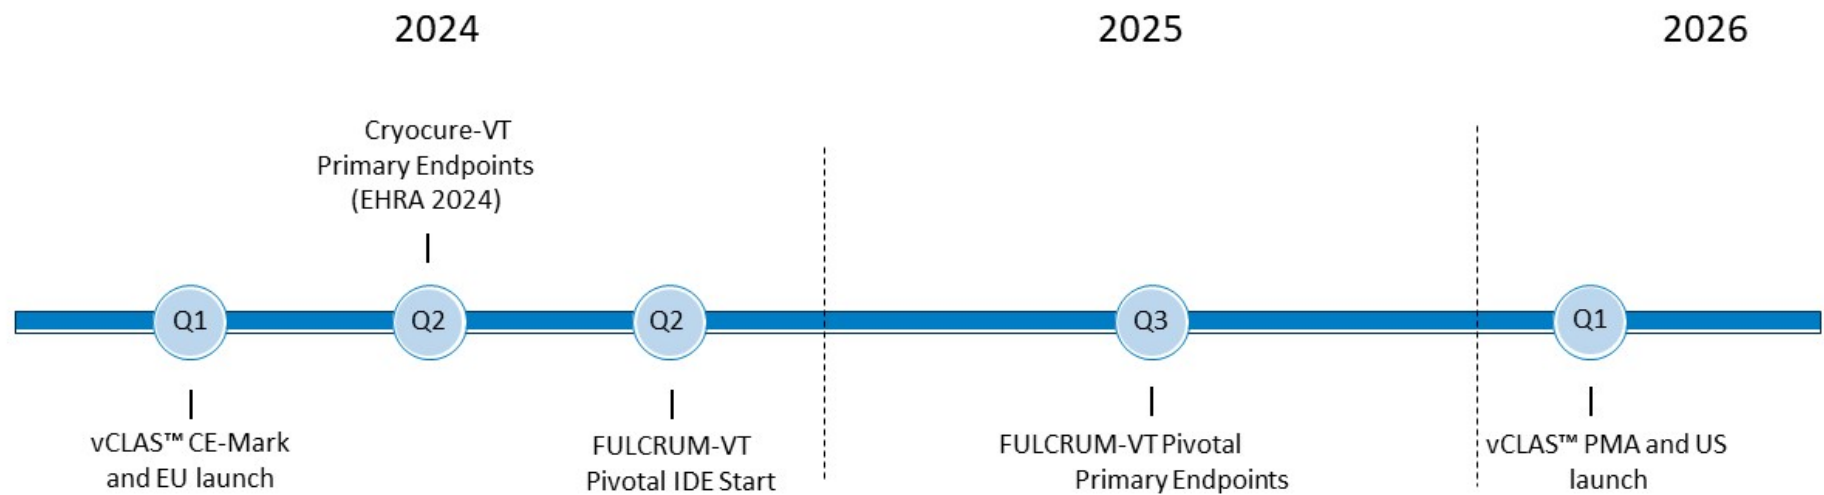 2024
2025
2026
Cryocure-VT
Primary Endpoints
(EHRA 2024)
Q1
Q2
Q2
Q3
Q1
vCLAS™ CE-Mark
and EU launch
FULCRUM-VT
Pivotal IDE Start
FULCRUM-VT Pivotal
Primary Endpoints
vCLAS™ PMA and US
launch